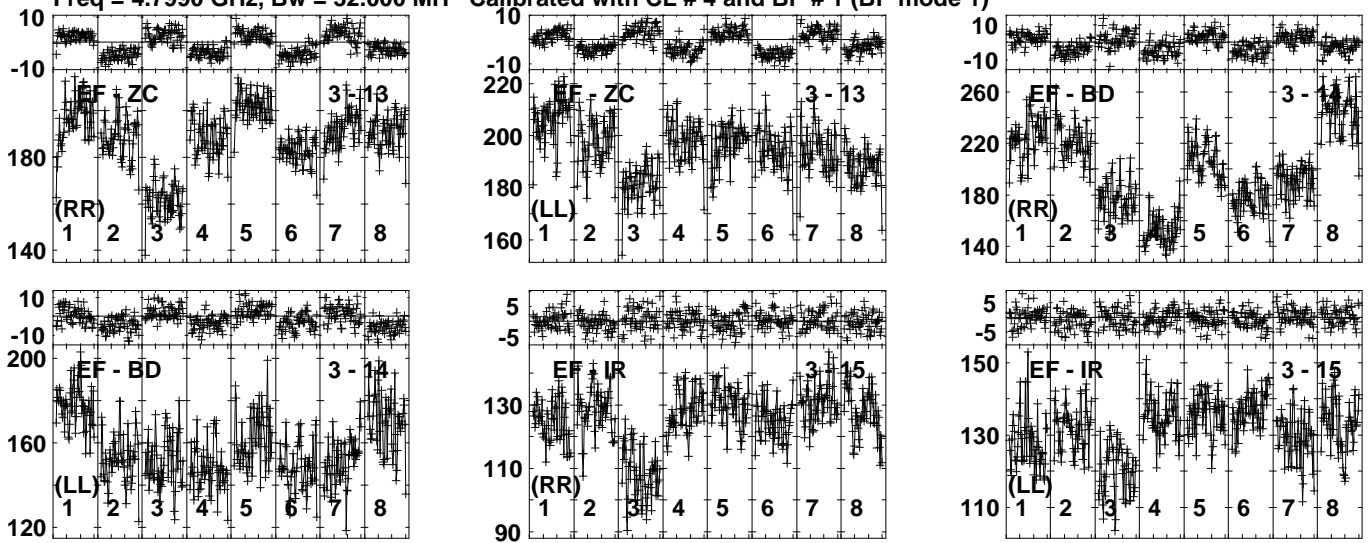 Freq = 4.7990 GHz, Bw = 32.000 MH Calibrated with CL # 4 and BP # 1 (BP mode 1)
10
-10
EF - ZC
3 - 13
180
140
(RR)
1 2 3 4 5 6 7 8
10
-10
220
EF - ZC
3 - 13
200
180
160
(LL)
1 2 3 4 5 6 7 8
10
-10
260
EF - BD
3 - 14
220
180
140
(RR)
1 2 3 4 5 6 7 8
10
-10
200
EF - BD
3 - 14
160
120
(LL)
1 2 3 4 5 6 7 8
5
-5
EF - IR
3 - 15
130
110
90
(RR)
1 2 3 4 5 6 7 8
5
-5
150
EF - IR
3 - 15
130
110
(LL)
1 2 3 4 5 6 7 8